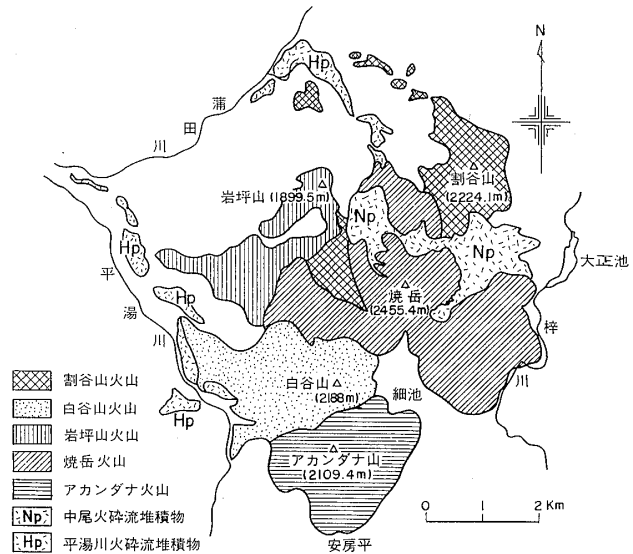 N
Hp
蒲
田
川
割谷山
(2224.1m)
岩坪山
(1899.5m)
Np
Np
大正池
Hp
平
湯
川
Hp
焼岳
(2455.4m)
梓
川
白谷山
(2188m)
細池
Hp
アカンダナ山
(2109.4m)
安房平
割谷山火山
白谷山火山
岩坪山火山
焼岳火山
アカンダナ火山
Np 中尾火砕流堆積物
Hp 平湯川火砕流堆積物
0 1 2 Km